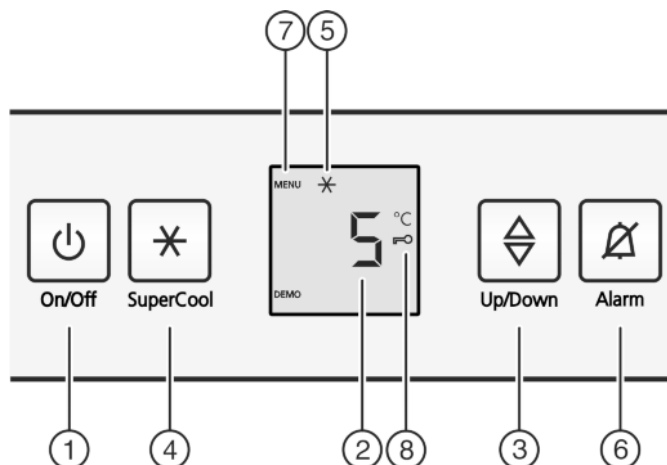 7 5
MENU
5 °C
DEMO
On/Off SuperCool Up/Down Alarm
1 4 2 8 3 6